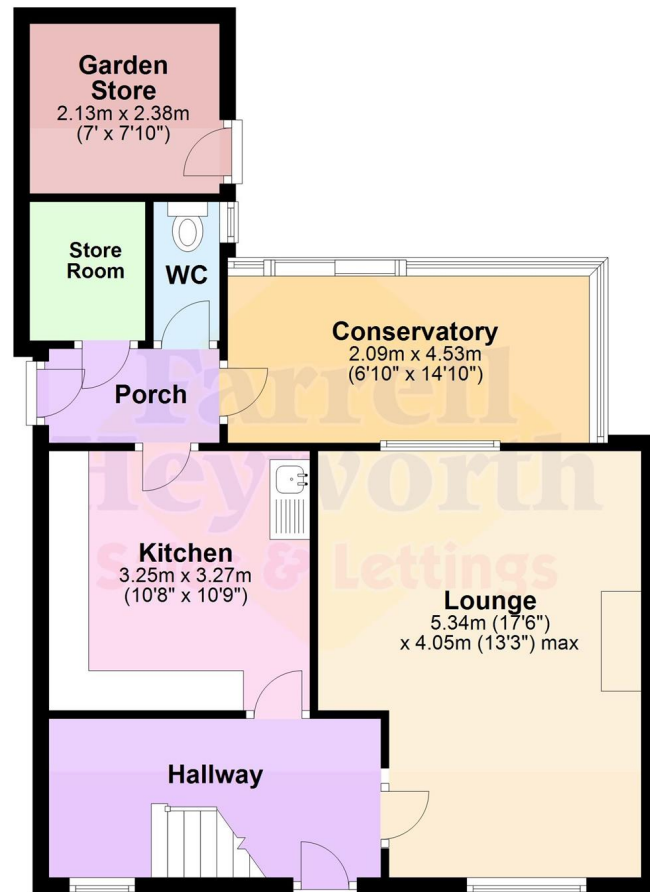 Garden
Store
2.13m x 2.38m
(7' x 7'10")
Store
Room
WC
Conservatory
2.09m x 4.53m
(6'10" x 14'10")
Porch
Farrell
Heyworth
Sales & Lettings
Kitchen
3.25m x 3.27m
(10'8" x 10'9")
Lounge
5.34m (17'6")
x 4.05m (13'3") max
Hallway